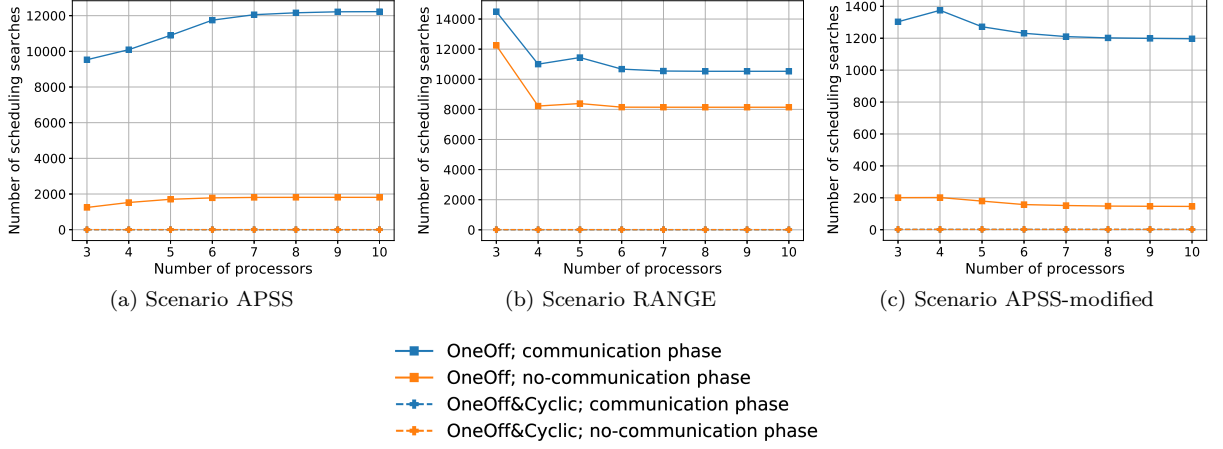 Number of scheduling searches
12000
10000
8000
6000
4000
2000
0
3 4 5 6 7 8 9 10
Number of processors
(a) Scenario APSS
Number of scheduling searches
14000
12000
10000
8000
6000
4000
2000
0
3 4 5 6 7 8 9 10
Number of processors
(b) Scenario RANGE
Number of scheduling searches
1400
1200
1000
800
600
400
200
0
3 4 5 6 7 8 9 10
Number of processors
(c) Scenario APSS-modified
OneOff; communication phase
OneOff; no-communication phase
OneOff&Cyclic; communication phase
OneOff&Cyclic; no-communication phase